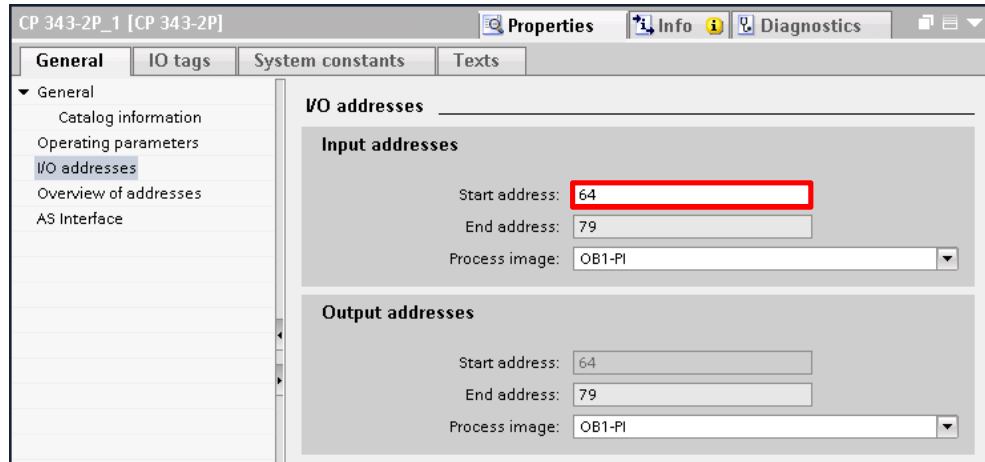 CP 343-2P_1 [CP 343-2P]
Properties
Info
Diagnostics
General
IO tags
System constants
Texts
General
Catalog information
Operating parameters
I/O addresses
Overview of addresses
AS Interface
I/O addresses
Input addresses
Start address: 64
End address: 79
Process image: OB1-PI
Output addresses
Start address: 64
End address: 79
Process image: OB1-PI